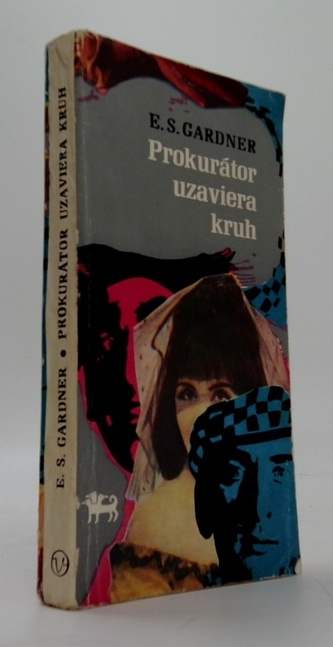 E. S. GARDNER
Prokurátor
uzaviera
kruh
E. S. GARDNER • PROKURÁTOR UZAVIERA KRUH
V